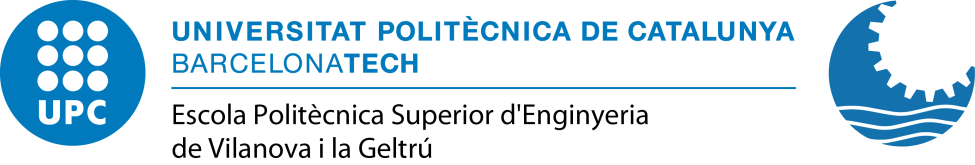 UPC
UNIVERSITAT POLITÈCNICA DE CATALUNYA
BARCELONATECH
Escola Politècnica Superior d'Enginyeria
de Vilanova i la Geltrú